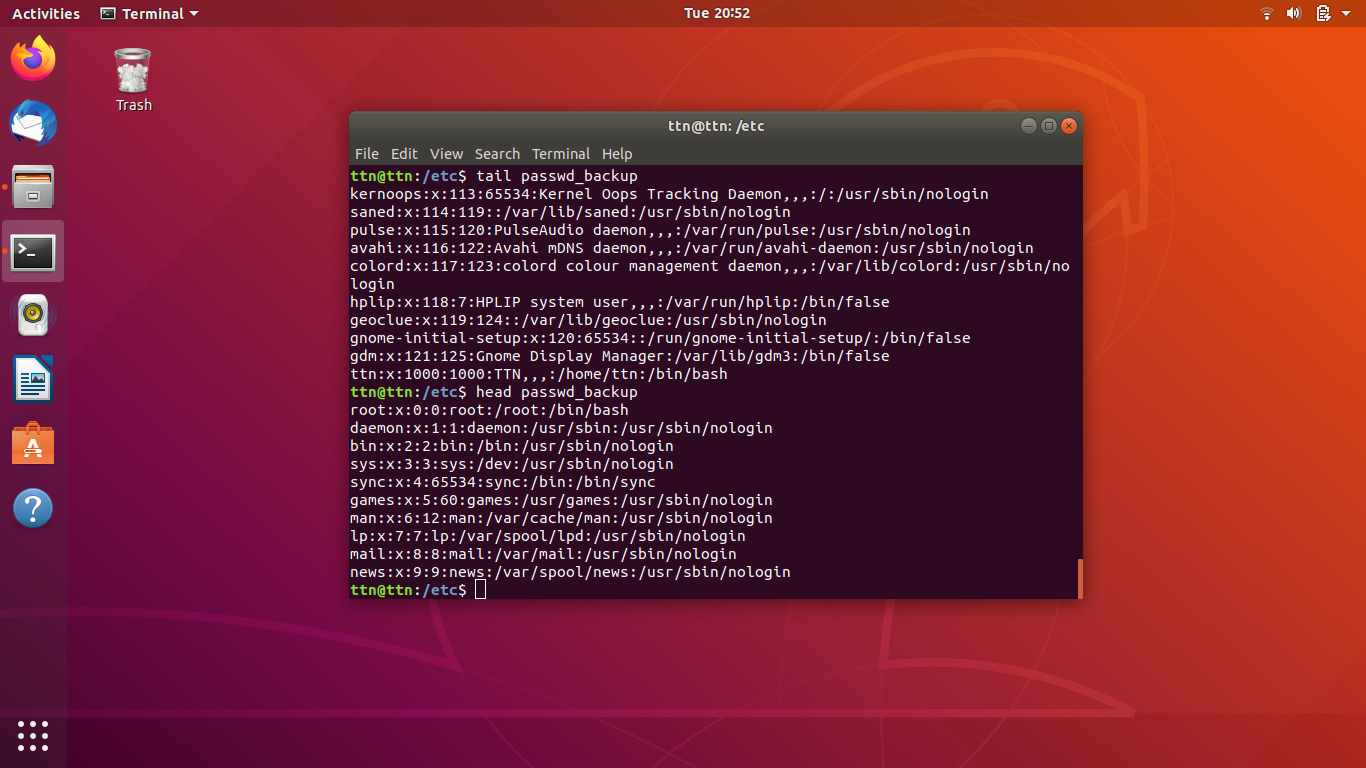 Activities
Terminal
Tue 20:52
Trash
ttn@ttn: /etc
File Edit View Search Terminal Help
ttn@ttn:/etc$ tail passwd_backup
kernoops:x:113:65534:Kernel Oops Tracking Daemon,,,:/:/usr/sbin/nologin
saned:x:114:119::/var/lib/saned:/usr/sbin/nologin
pulse:x:115:120:PulseAudio daemon,,,:/var/run/pulse:/usr/sbin/nologin
avahi:x:116:122:Avahi mDNS daemon,,,:/var/run/avahi-daemon:/usr/sbin/nologin
colord:x:117:123:colord colour management daemon,,,:/var/lib/colord:/usr/sbin/no
login
hplip:x:118:7:HPLIP system user,,,:/var/run/hplip:/bin/false
geoclue:x:119:124::/var/lib/geoclue:/usr/sbin/nologin
gnome-initial-setup:x:120:65534::/run/gnome-initial-setup/:/bin/false
gdm:x:121:125:Gnome Display Manager:/var/lib/gdm3:/bin/false
ttn:x:1000:1000:TTN,,,:/home/ttn:/bin/bash
ttn@ttn:/etc$ head passwd_backup
root:x:0:0:root:/root:/bin/bash
daemon:x:1:1:daemon:/usr/sbin:/usr/sbin/nologin
bin:x:2:2:bin:/bin:/usr/sbin/nologin
sys:x:3:3:sys:/dev:/usr/sbin/nologin
sync:x:4:65534:sync:/bin:/bin/sync
games:x:5:60:games:/usr/games:/usr/sbin/nologin
man:x:6:12:man:/var/cache/man:/usr/sbin/nologin
lp:x:7:7:lp:/var/spool/lpd:/usr/sbin/nologin
mail:x:8:8:mail:/var/mail:/usr/sbin/nologin
news:x:9:9:news:/var/spool/news:/usr/sbin/nologin
ttn@ttn:/etc$